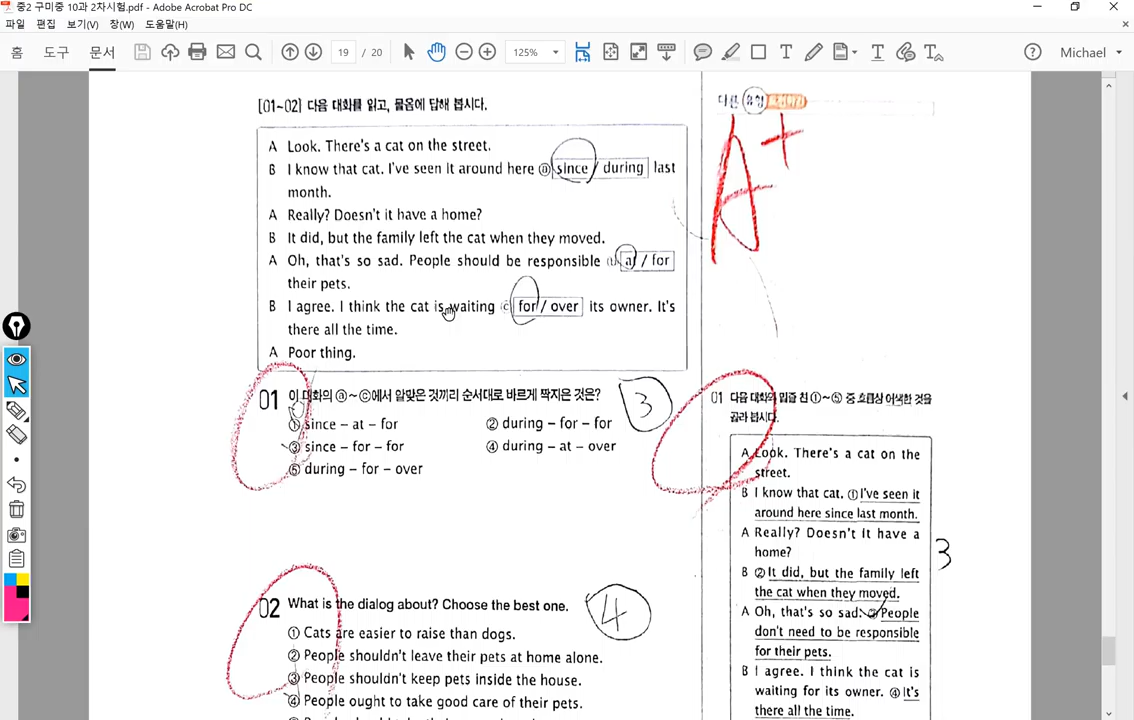 중2 구미중 10과 2차시험.pdf - Adobe Acrobat Pro DC
파일 편집 보기(V) 창(W) 도움말(H)
홈 도구 문서 19 / 20 125% Michael
[01~02] 다음 대화를 읽고, 물음에 답해 봅시다.
A Look. There's a cat on the street.
B I know that cat. I've seen it around here ⓐ since / during last
month.
A Really? Doesn't it have a home?
B It did, but the family left the cat when they moved.
A Oh, that's so sad. People should be responsible at / for
their pets.
B I agree. I think the cat is waiting ⓒ for / over its owner. It's
there all the time.
A Poor thing.
01 이 대화의 ⓐ~ⓒ에서 알맞은 것끼리 순서대로 바르게 짝지은 것은? 3
① since – at – for ② during – for – for
③ since – for – for ④ during – at – over
⑤ during – for – over
02 What is the dialog about? Choose the best one. 4
① Cats are easier to raise than dogs.
② People shouldn't leave their pets at home alone.
③ People shouldn't keep pets inside the house.
④ People ought to take good care of their pets.
다른 유형
A+
01 다음 대화의 밑줄 친 ①~⑤ 중 흐름상 어색한 것을
골라 봅시다.
A Look. There's a cat on the
street.
B I know that cat. ① I've seen it
around here since last month.
A Really? Doesn't it have a
home?
3
B ② It did, but the family left
the cat when they moved.
A Oh, that's so sad. ③ People
don't need to be responsible
for their pets.
B I agree. I think the cat is
waiting for its owner. ④ It's
there all the time.